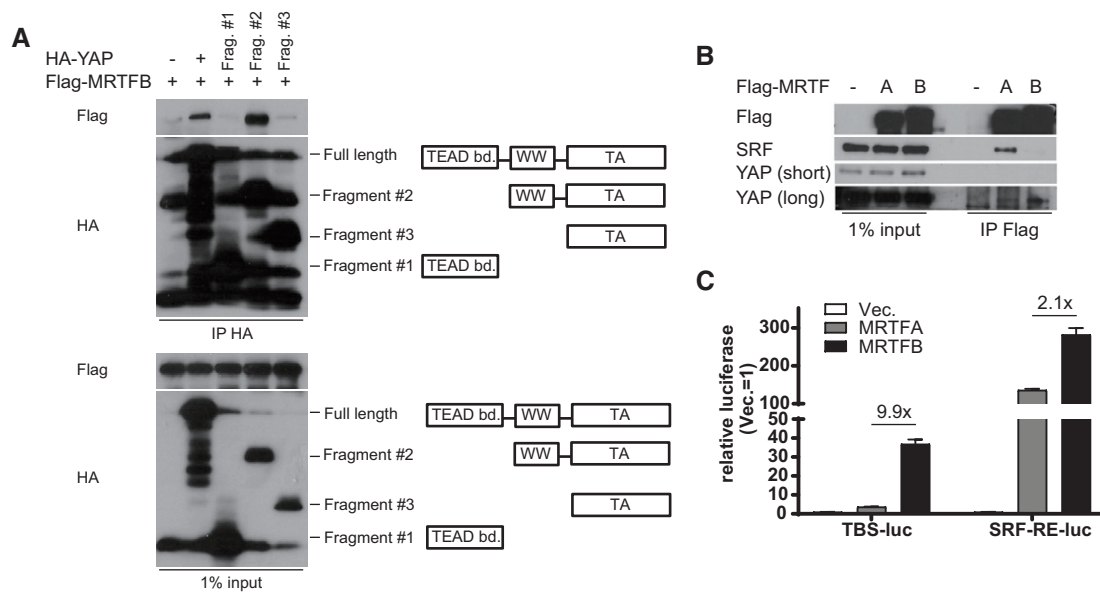 A
HA-YAP - + Frag. #1 Frag. #2 Frag. #3
Flag-MRTFB + + + + +
Flag
HA
Full length TEAD bd. WW TA
Fragment #2 WW TA
Fragment #3 TA
Fragment #1 TEAD bd.
IP HA
Flag
HA
Full length TEAD bd. WW TA
Fragment #2 WW TA
Fragment #3 TA
Fragment #1 TEAD bd.
1% input
B
Flag-MRTF - A B - A B
Flag
SRF
YAP (short)
YAP (long)
1% input IP Flag
C
relative luciferase
(Vec.=1)
Vec.
MRTFA
MRTFB
300
200
100
50
40
30
20
10
0
9.9x
2.1x
TBS-luc SRF-RE-luc